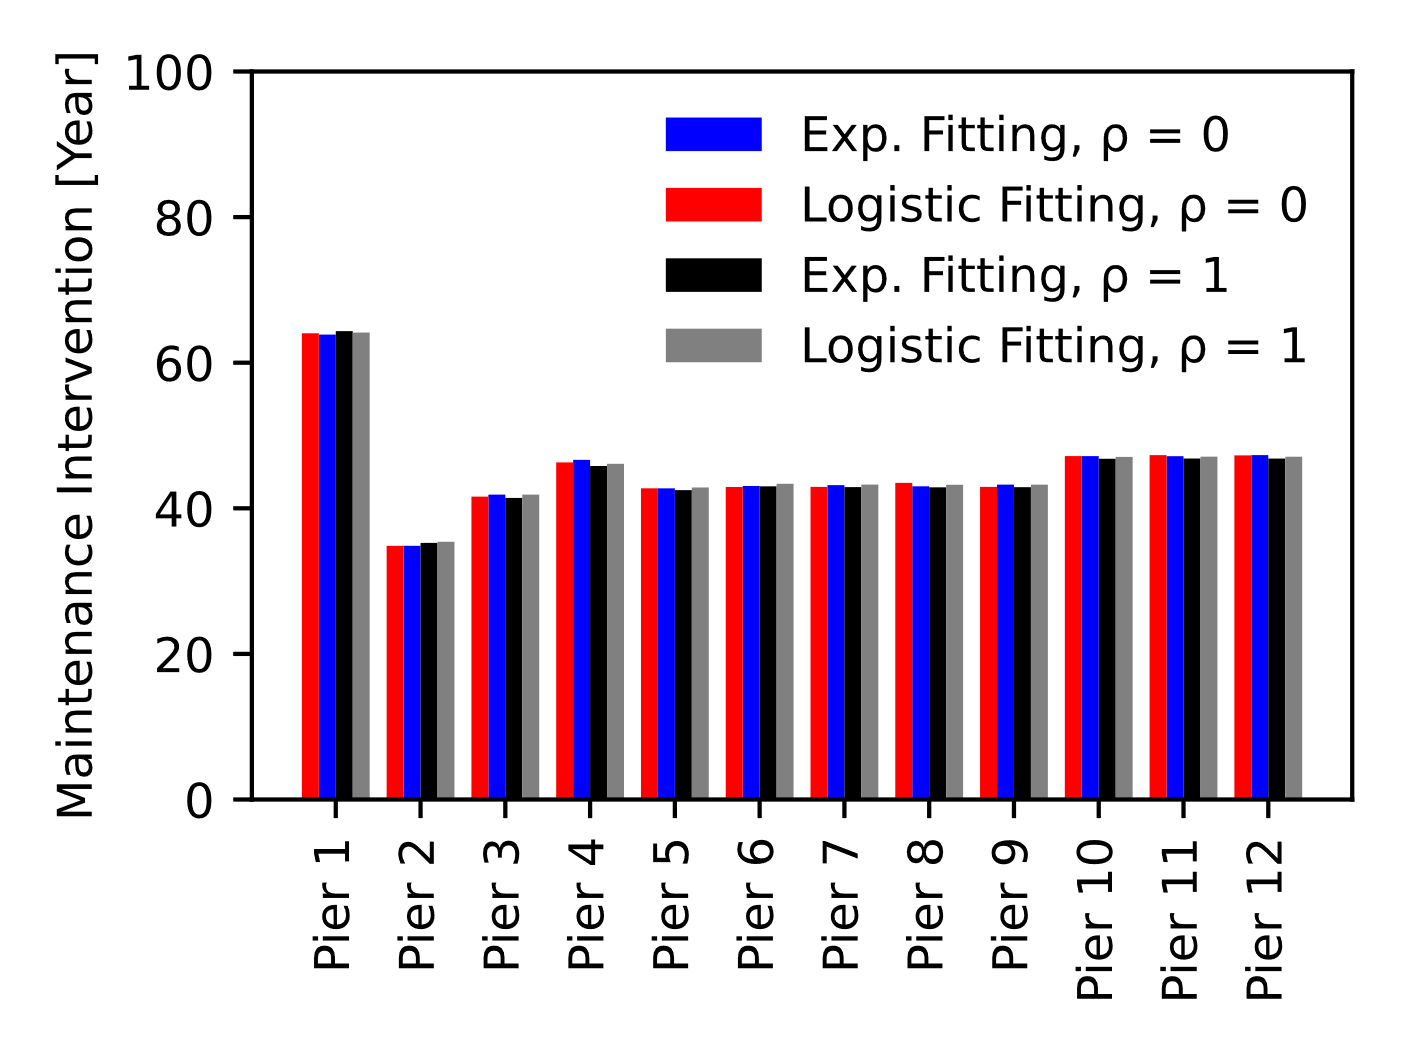 Maintenance Intervention [Year]
100
80
60
40
20
0
Exp. Fitting, ρ = 0
Logistic Fitting, ρ = 0
Exp. Fitting, ρ = 1
Logistic Fitting, ρ = 1
Pier 1
Pier 2
Pier 3
Pier 4
Pier 5
Pier 6
Pier 7
Pier 8
Pier 9
Pier 10
Pier 11
Pier 12